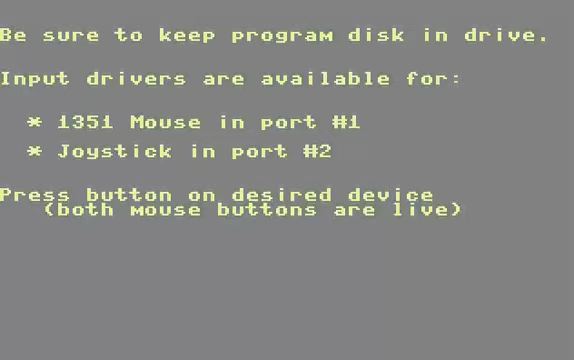 Be sure to keep program disk in drive.
Input drivers are available for:
* 1351 Mouse in port #1
* Joystick in port #2
Press button on desired device
(both mouse buttons are live)